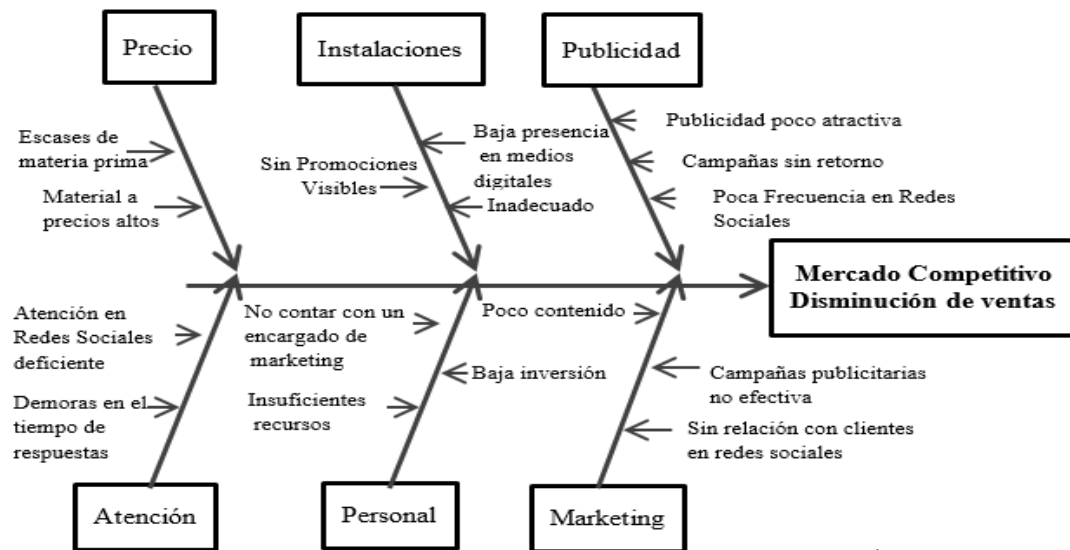 Precio
Instalaciones
Publicidad
Escases de
materia prima
Material a
precios altos
Sin Promociones
Visibles
Baja presencia
en medios
digitales
Inadecuado
Publicidad poco atractiva
Campañas sin retorno
Poca Frecuencia en Redes
Sociales
Mercado Competitivo
Disminución de ventas
Atención en
Redes Sociales
deficiente
Demoras en el
tiempo de
respuestas
No contar con un
encargado de
marketing
Insuficientes
recursos
Baja inversión
Poco contenido
Campañas publicitarias
no efectiva
Sin relación con clientes
en redes sociales
Atención
Personal
Marketing